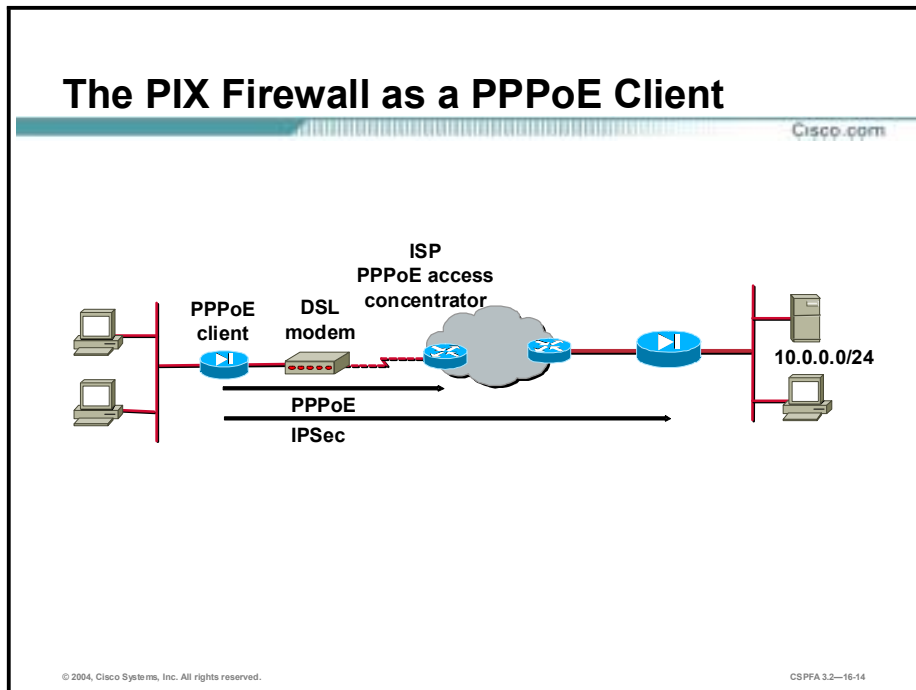 The PIX Firewall as a PPPoE Client
Cisco.com
ISP
PPPoE access
concentrator
PPPoE
client
DSL
modem
10.0.0.0/24
PPPoE
IPSec
© 2004, Cisco Systems, Inc. All rights reserved.
CSPFA 3.2—16-14